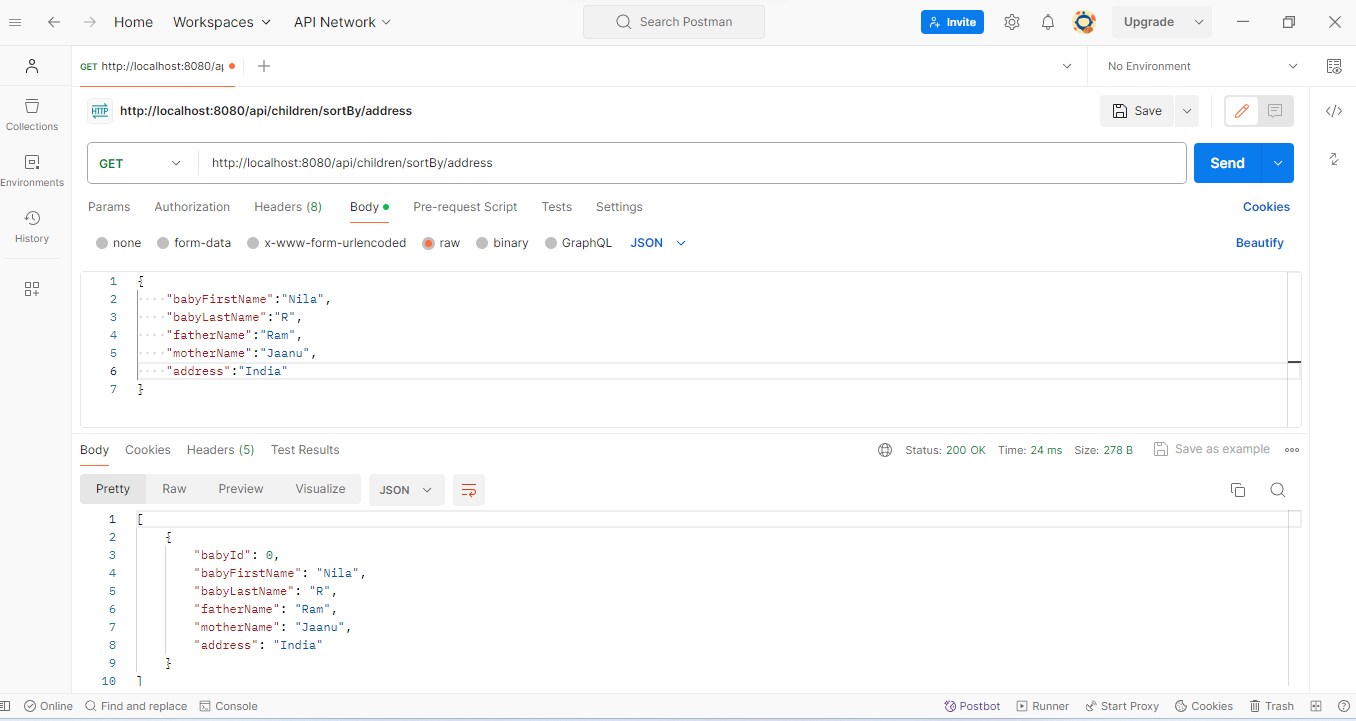 Home Workspaces API Network Search Postman Invite Upgrade
GET http://localhost:8080/ap No Environment
HTTP http://localhost:8080/api/children/sortBy/address Save
Collections
GET http://localhost:8080/api/children/sortBy/address Send
Environments
Params Authorization Headers (8) Body Pre-request Script Tests Settings Cookies
History
none form-data x-www-form-urlencoded raw binary GraphQL JSON Beautify
1 {
2 "babyFirstName":"Nila",
3 "babyLastName":"R",
4 "fatherName":"Ram",
5 "motherName":"Jaanu",
6 "address":"India"
7 }
Body Cookies Headers (5) Test Results Status: 200 OK Time: 24 ms Size: 278 B Save as example
Pretty Raw Preview Visualize JSON
1 [
2 {
3 "babyId": 0,
4 "babyFirstName": "Nila",
5 "babyLastName": "R",
6 "fatherName": "Ram",
7 "motherName": "Jaanu",
8 "address": "India"
9 }
10 ]
Online Find and replace Console Postbot Runner Start Proxy Cookies Trash